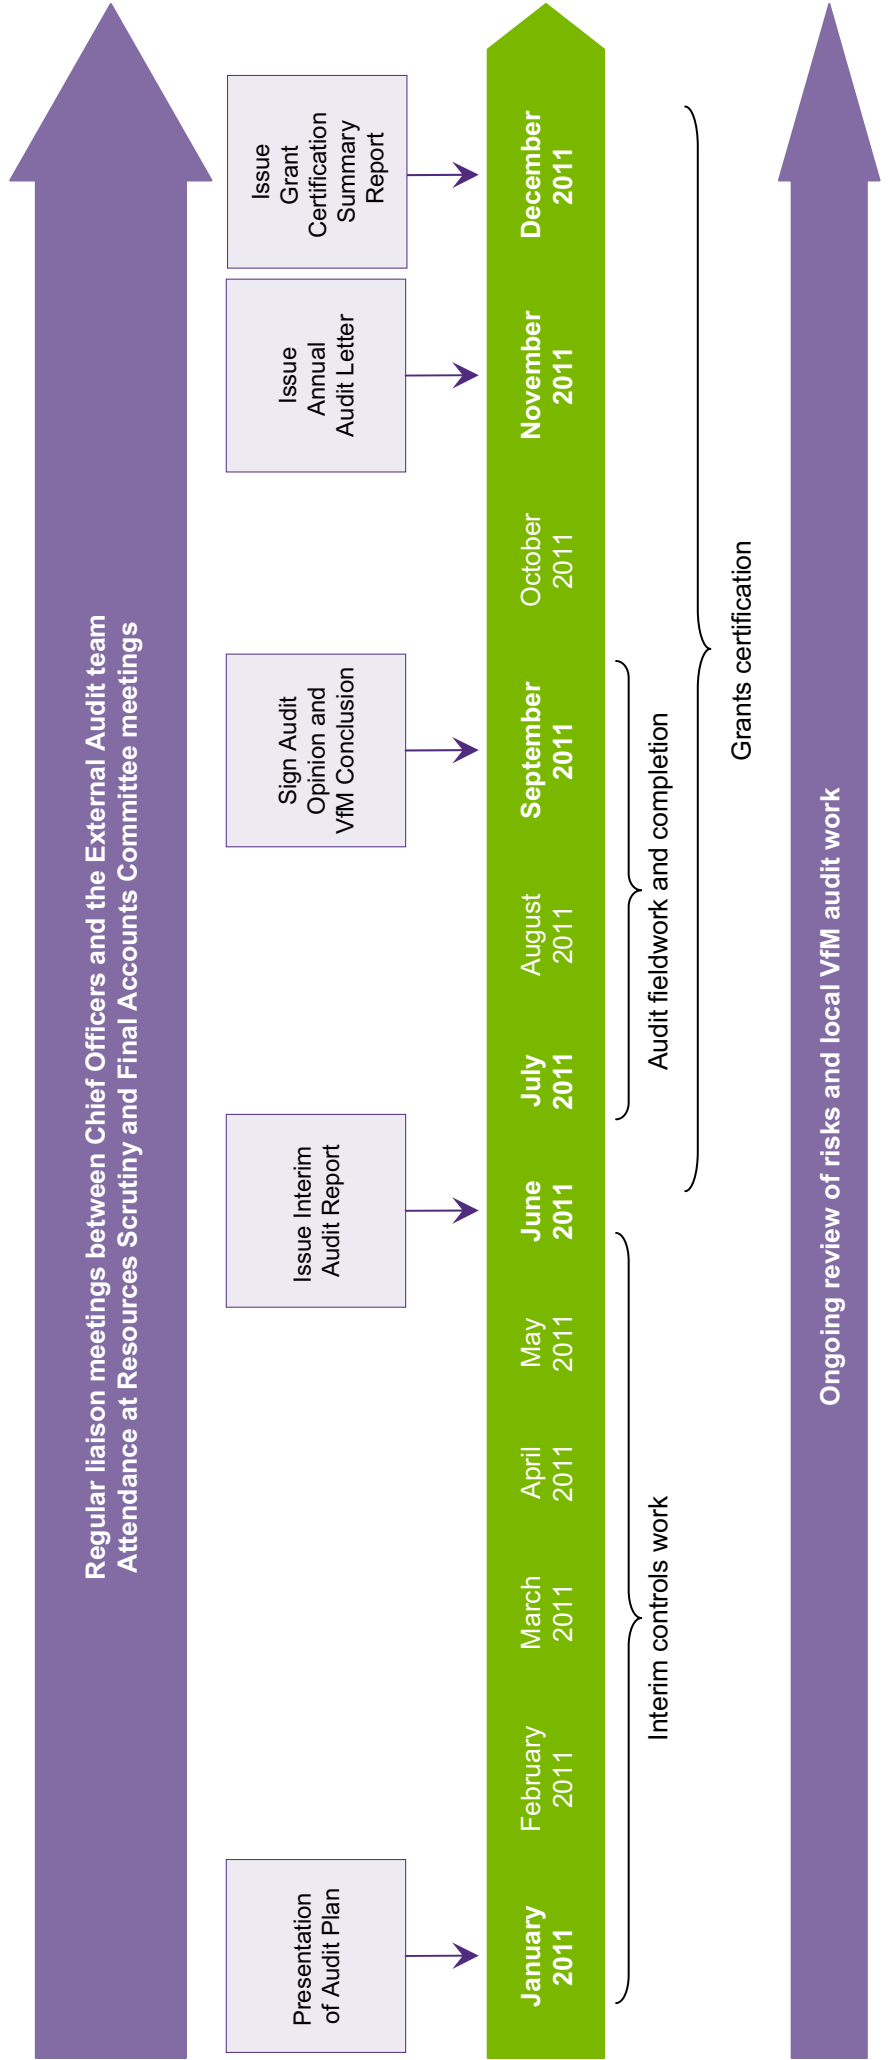 Regular liaison meetings between Chief Officers and the External Audit team
Attendance at Resources Scrutiny and Final Accounts Committee meetings
Presentation
of Audit Plan
Issue Interim
Audit Report
Sign Audit
Opinion and
VfM Conclusion
Issue
Annual
Audit Letter
Issue
Grant
Certification
Summary
Report
January
2011
February
2011
March
2011
April
2011
May
2011
June
2011
July
2011
August
2011
September
2011
October
2011
November
2011
December
2011
Interim controls work
Audit fieldwork and completion
Grants certification
Ongoing review of risks and local VfM audit work